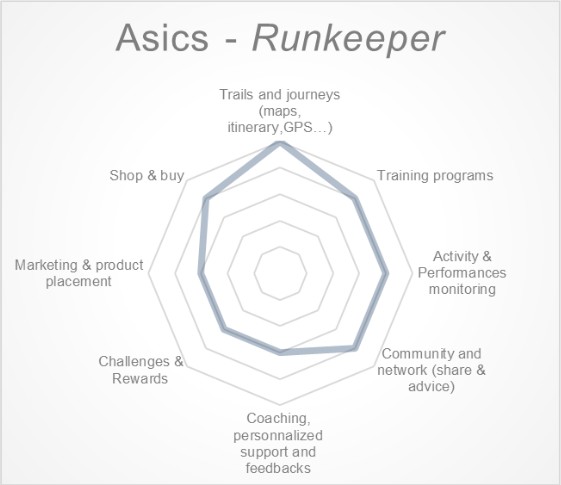 Asics - Runkeeper
Trails and journeys
(maps,
itinerary,GPS…)
Shop & buy
Training programs
Marketing & product
placement
Activity &
Performances
monitoring
Challenges &
Rewards
Community and
network (share &
advice)
Coaching,
personnalized
support and
feedbacks